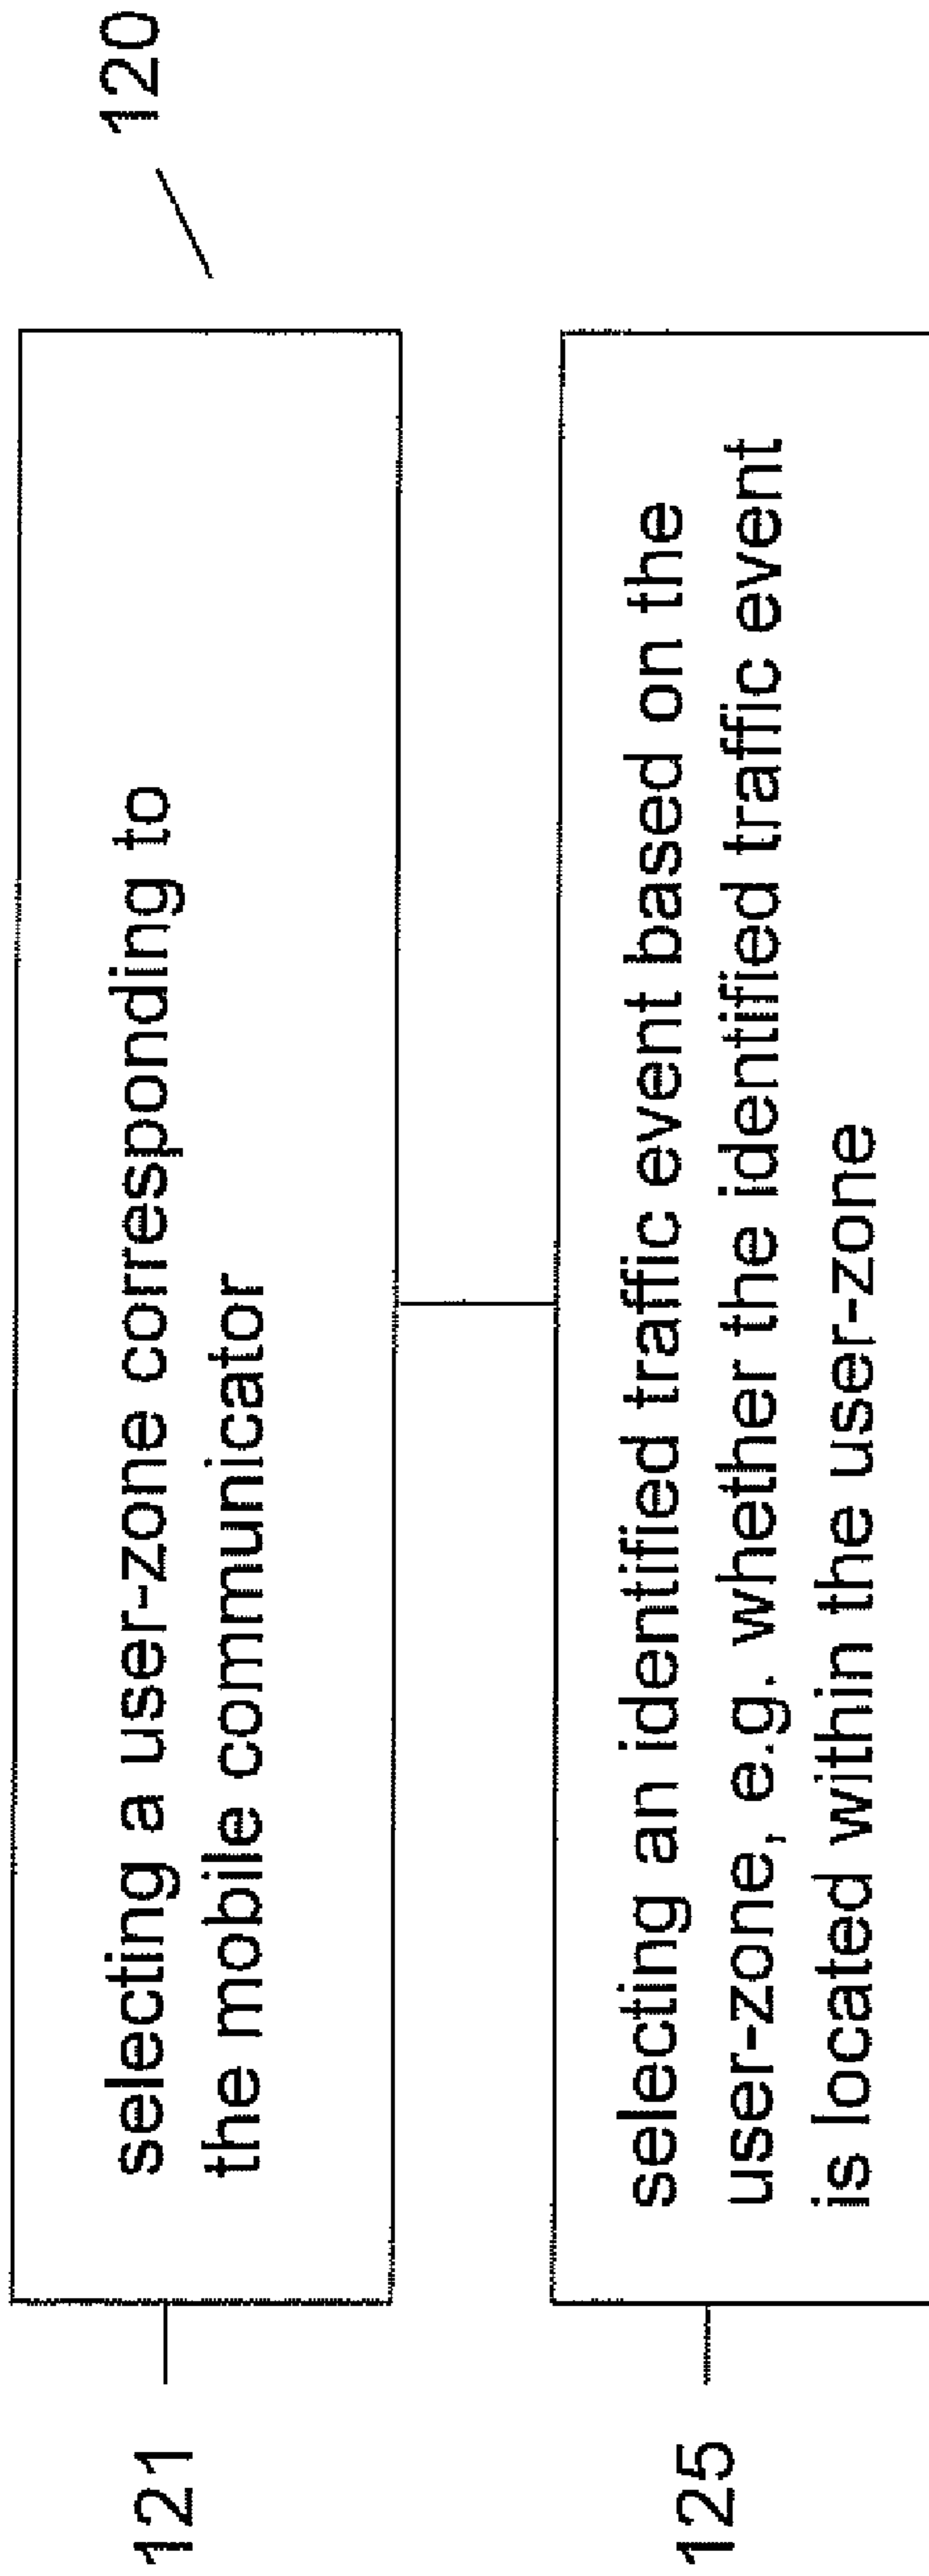 120
121
selecting a user-zone corresponding to
the mobile communicator
125
selecting an identified traffic event based on the
user-zone, e.g. whether the identified traffic event
is located within the user-zone